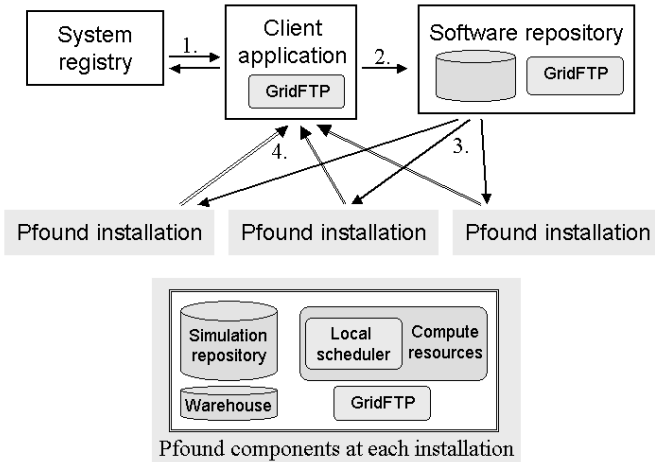 System
registry
1.
Client
application
GridFTP
2.
Software repository
GridFTP
4.
3.
Pfound installation
Pfound installation
Pfound installation
Simulation
repository
Warehouse
Local
scheduler
Compute
resources
GridFTP
Pfound components at each installation